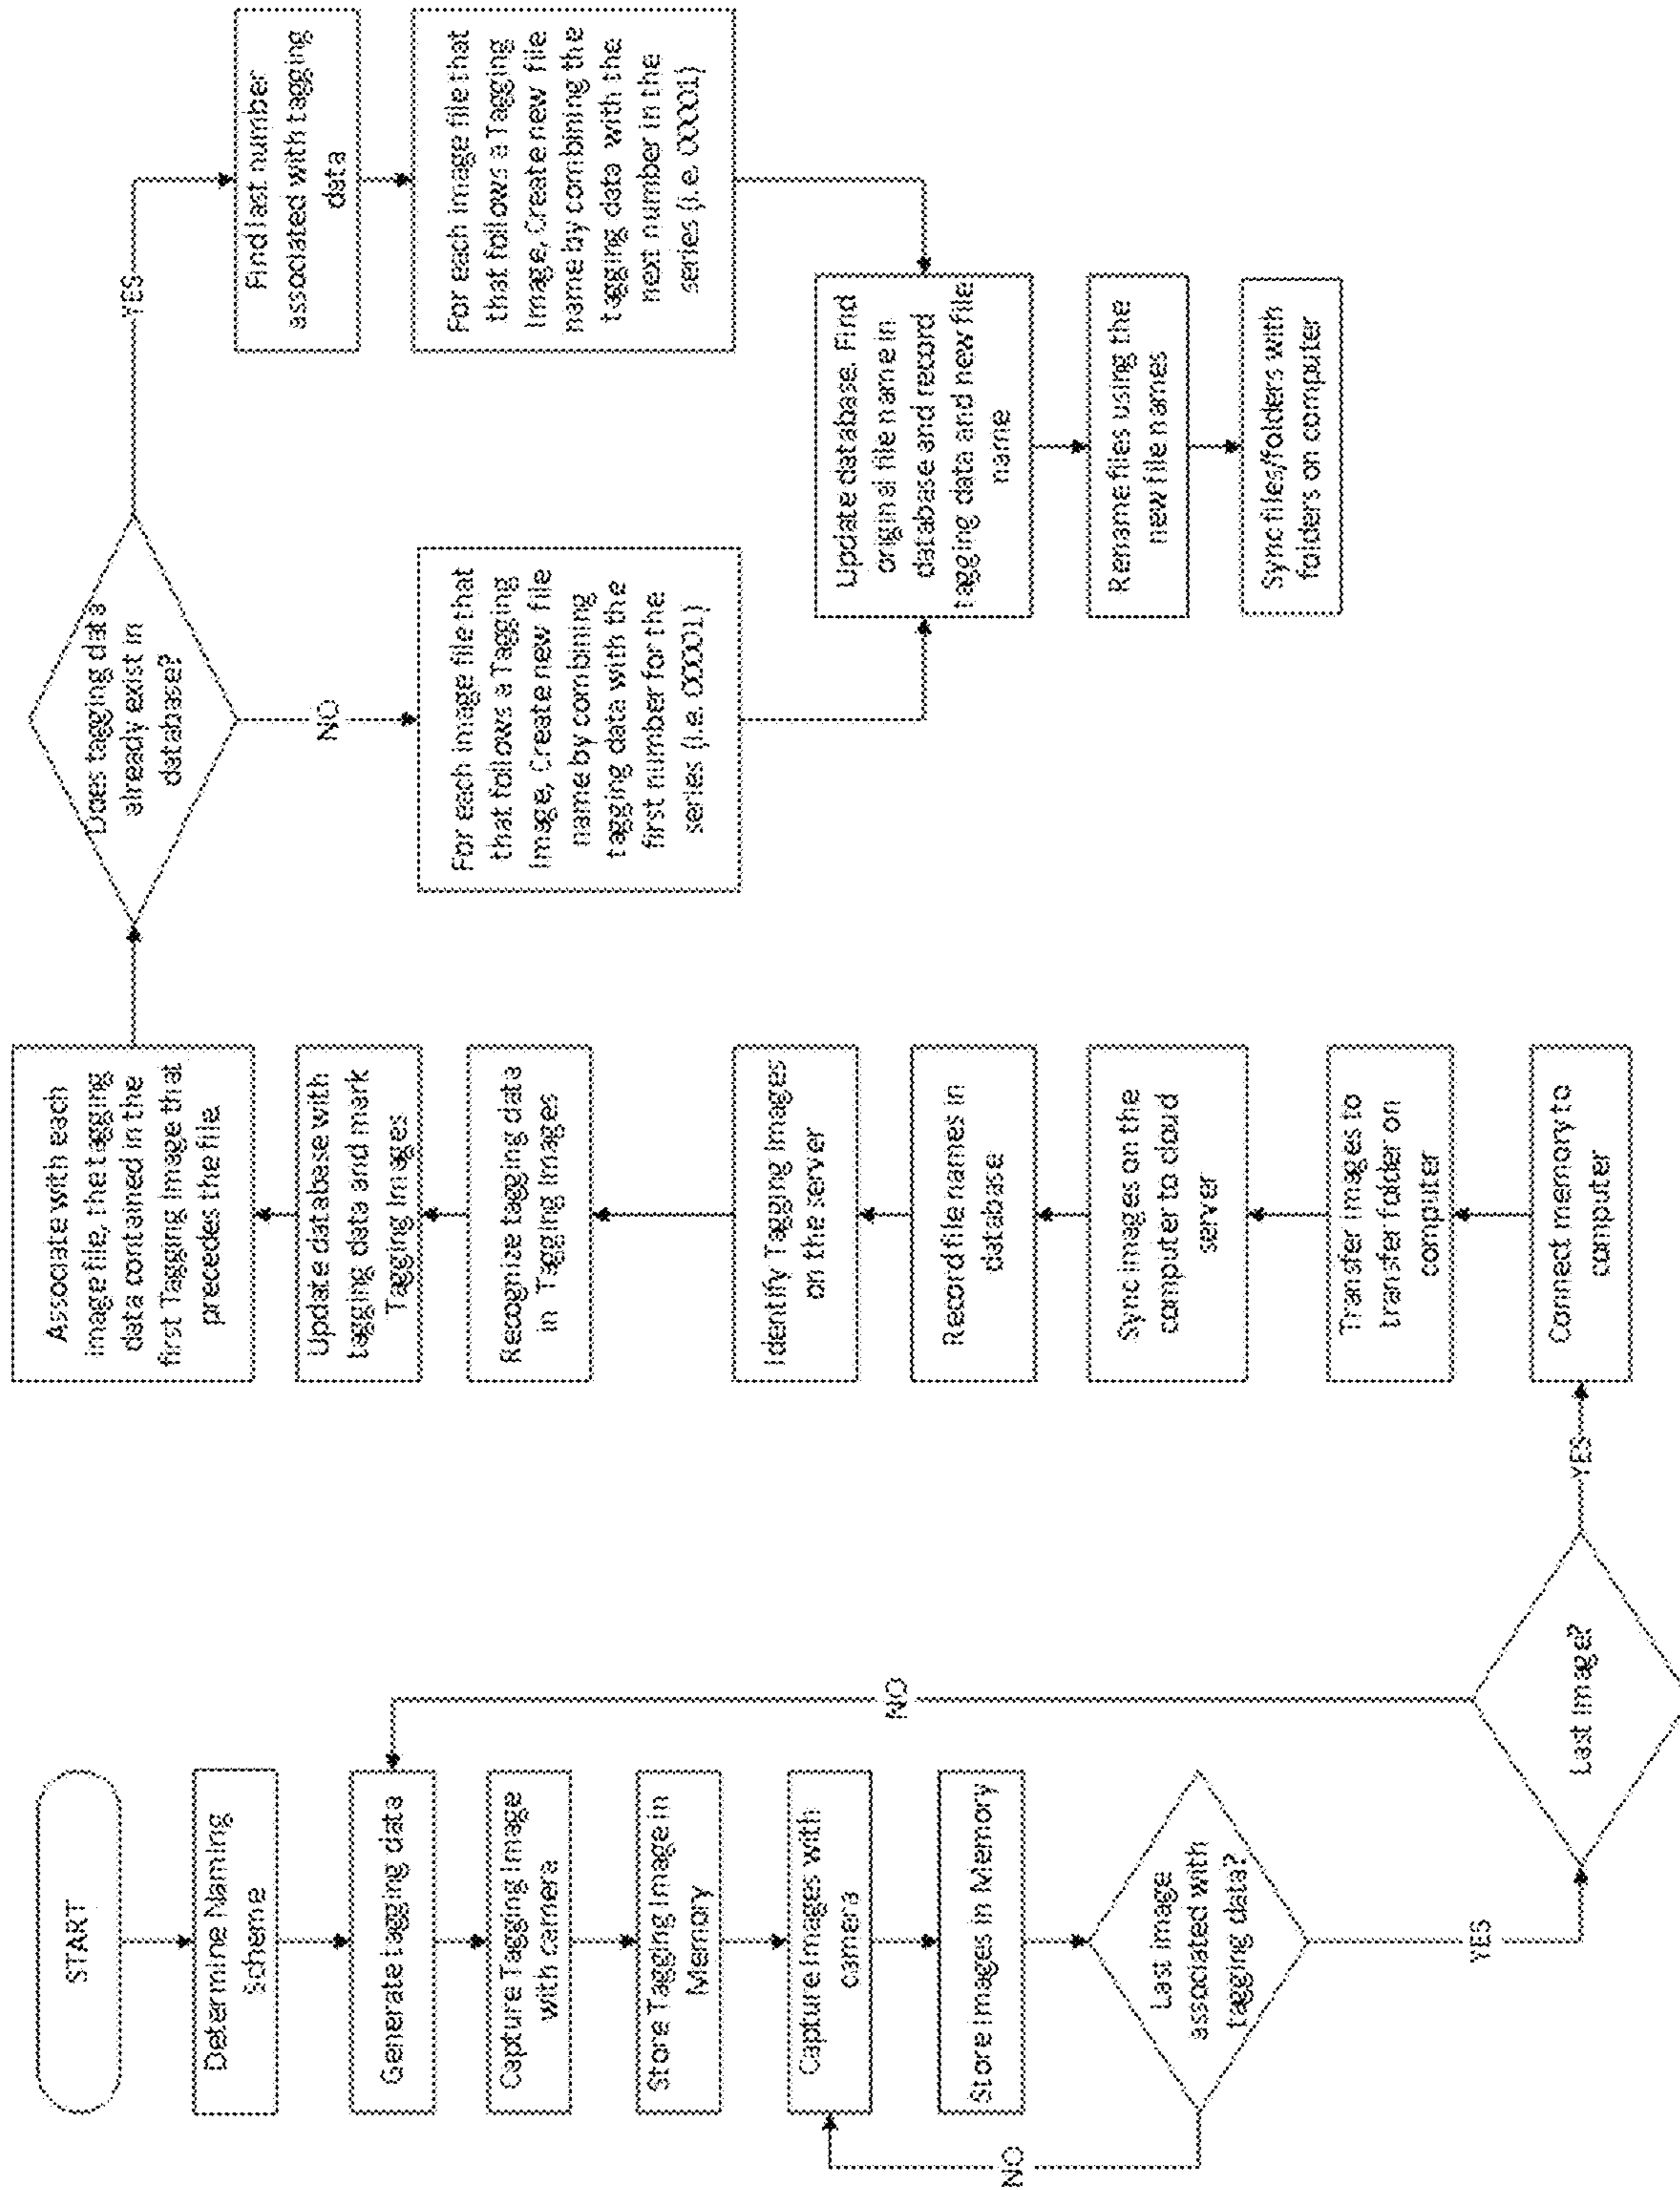 START
Determine Naming
Scheme
Generate tagging data
Capture Tagging Image
with camera
Store Tagging Image in
Memory
Capture Images with
camera
Store Images in Memory
Last image
associated with
tagging data?
NO
YES
Last Image?
NO
YES
Connect memory to
computer
Transfer images to
transfer folder on
computer
Sync images on the
computer to cloud
server
Record file names in
database
Identify Tagging Images
on the server
Recognize tagging data
in Tagging Images
Update database with
tagging data and mark
Tagging Images
Associate with each
image file, the tagging
data contained in the
first Tagging Image that
precedes the file
Does tagging data
already exist in
database?
NO
YES
For each image file that
that follows a Tagging
Image, Create new file
name by combining
tagging data with the
first number for the
series (i.e. 00001)
Find last number
associated with tagging
data
For each image file that
that follows a Tagging
Image, Create new file
name by combining the
tagging data with the
next number in the
series (i.e. 00001)
Update database. Find
original file name in
database and record
tagging data and new file
name
Rename files using the
new file names
Sync files/folders with
folders on computer